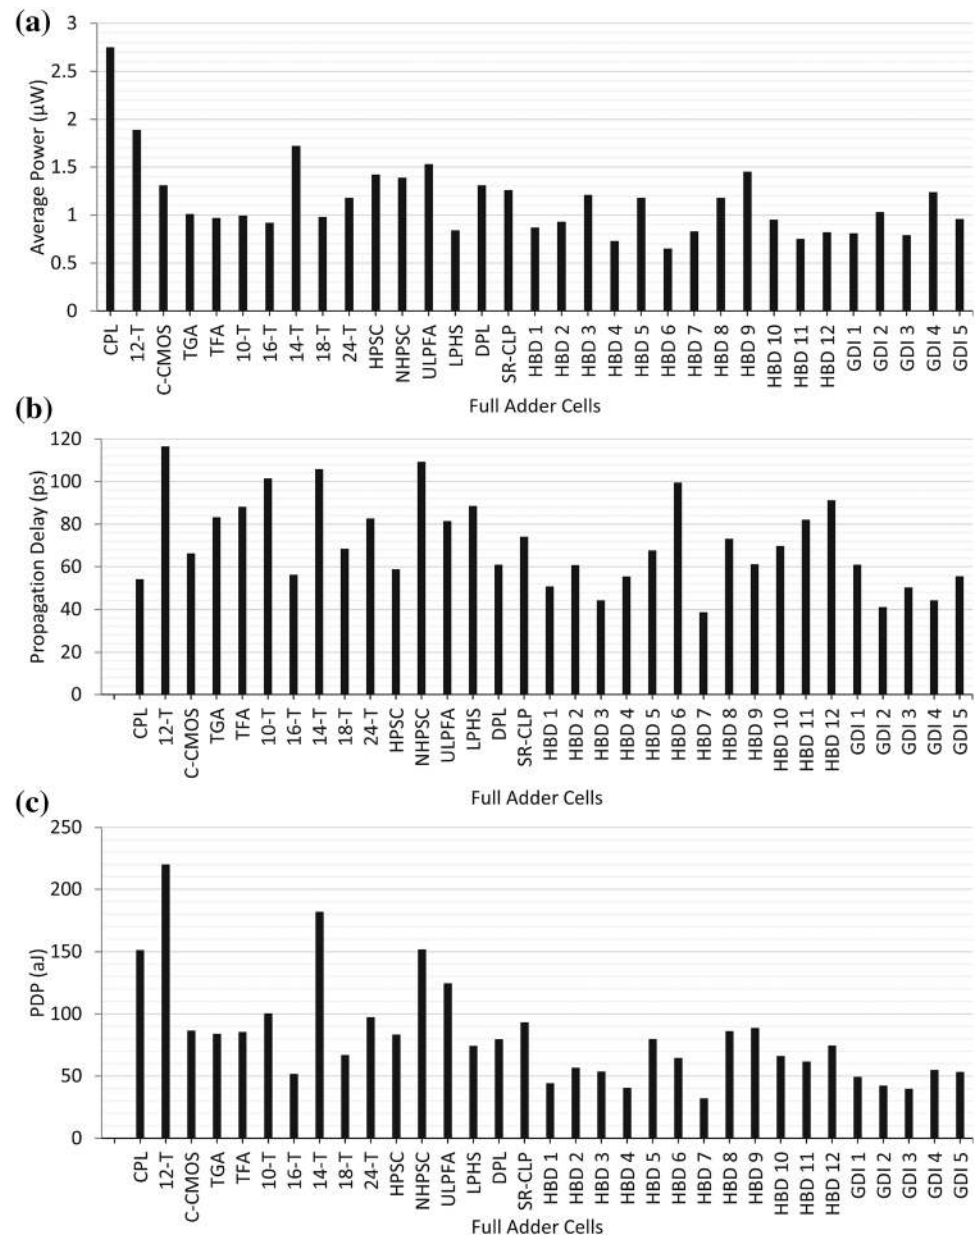 (a)
3
2.5
2
1.5
1
0.5
0
Average Power (µW)
CPL
12-T
C-CMOS
TGA
TFA
10-T
16-T
14-T
18-T
24-T
HPSC
NHPSC
ULPFA
LPHS
DPL
SR-CLP
HBD 1
HBD 2
HBD 3
HBD 4
HBD 5
HBD 6
HBD 7
HBD 8
HBD 9
HBD 10
HBD 11
HBD 12
GDI 1
GDI 2
GDI 3
GDI 4
GDI 5
Full Adder Cells
(b)
120
100
80
60
40
20
0
Propagation Delay (ps)
CPL
12-T
C-CMOS
TGA
TFA
10-T
16-T
14-T
18-T
24-T
HPSC
NHPSC
ULPFA
LPHS
DPL
SR-CLP
HBD 1
HBD 2
HBD 3
HBD 4
HBD 5
HBD 6
HBD 7
HBD 8
HBD 9
HBD 10
HBD 11
HBD 12
GDI 1
GDI 2
GDI 3
GDI 4
GDI 5
Full Adder Cells
(c)
250
200
150
100
50
0
PDP (aJ)
CPL
12-T
C-CMOS
TGA
TFA
10-T
16-T
14-T
18-T
24-T
HPSC
NHPSC
ULPFA
LPHS
DPL
SR-CLP
HBD 1
HBD 2
HBD 3
HBD 4
HBD 5
HBD 6
HBD 7
HBD 8
HBD 9
HBD 10
HBD 11
HBD 12
GDI 1
GDI 2
GDI 3
GDI 4
GDI 5
Full Adder Cells